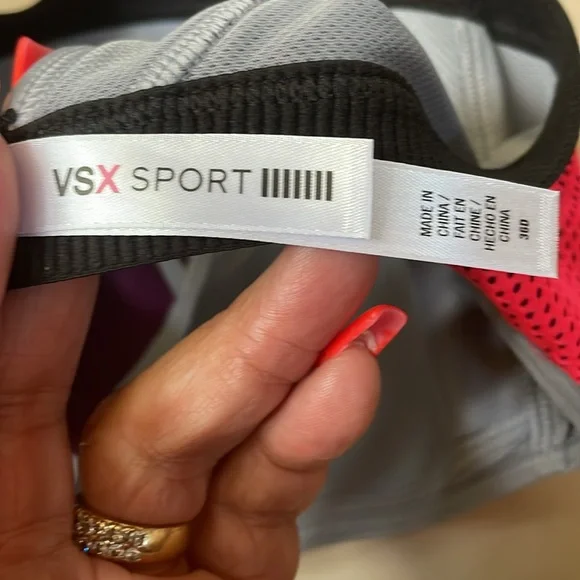 VSX SPORT
MADE IN
CHINA/
FAIT EN
CHINE/
HECHO EN
CHINA
36D